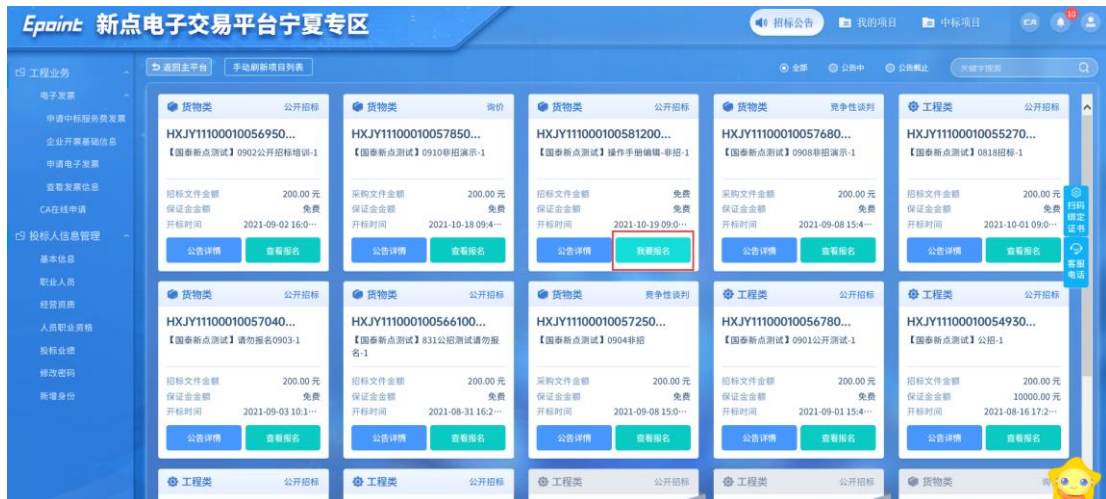 Epoint 新点电子交易平台宁夏专区
招标公告 我的项目 中标项目 CA 10
工程业务
电子发票
申请中标服务费发票
企业开票基础信息
申请电子发票
查看发票信息
CA在线申请
投标人信息管理
基本信息
职业人员
经营资质
人员职业资格
投标业绩
修改密码
新增身份
返回主平台 手动刷新项目列表 全部 公告中 公告截止 关键字搜索
货物类 公开招标
HXJY11100010056950...
【国泰新点测试】0902公开招标培训-1
招标文件金额 200.00 元
保证金金额 免费
开标时间 2021-09-02 16:0…
公告详情 查看报名
货物类 询价
HXJY11100010057850...
【国泰新点测试】0910非招演示-1
采购文件金额 200.00 元
保证金金额 免费
开标时间 2021-10-18 09:4…
公告详情 查看报名
货物类 公开招标
HXJY111000100581200...
【国泰新点测试】操作手册编辑-非招-1
招标文件金额 免费
保证金金额 免费
开标时间 2021-10-19 09:0…
公告详情 我要报名
货物类 竞争性谈判
HXJY11100010057680...
【国泰新点测试】0908非招演示-1
采购文件金额 200.00 元
保证金金额 免费
开标时间 2021-09-08 15:4…
公告详情 查看报名
工程类 公开招标
HXJY11100010055270...
【国泰新点测试】0818招标-1
招标文件金额 200.00 元
保证金金额 免费
开标时间 2021-10-01 09:0…
公告详情 查看报名
货物类 公开招标
HXJY11100010057040...
【国泰新点测试】请勿报名0903-1
招标文件金额 200.00 元
保证金金额 免费
开标时间 2021-09-03 10:1…
公告详情 查看报名
货物类 公开招标
HXJY111000100566100...
【国泰新点测试】831公招测试请勿报
名-1
招标文件金额 200.00 元
保证金金额 免费
开标时间 2021-08-31 16:2…
公告详情 查看报名
货物类 竞争性谈判
HXJY11100010057250...
【国泰新点测试】0904非招
采购文件金额 200.00 元
保证金金额 免费
开标时间 2021-09-08 15:0…
公告详情 查看报名
工程类 公开招标
HXJY11100010056780...
【国泰新点测试】0901公开测试-1
招标文件金额 200.00 元
保证金金额 免费
开标时间 2021-09-01 15:4…
公告详情 查看报名
工程类 公开招标
HXJY11100010054930...
【国泰新点测试】公招-1
招标文件金额 200.00 元
保证金金额 10000.00 元
开标时间 2021-08-16 17:2…
公告详情 查看报名
工程类 公开招标
工程类 公开招标
工程类 公开招标
工程类 公开招标
货物类
扫码
绑定
证书
客服
电话